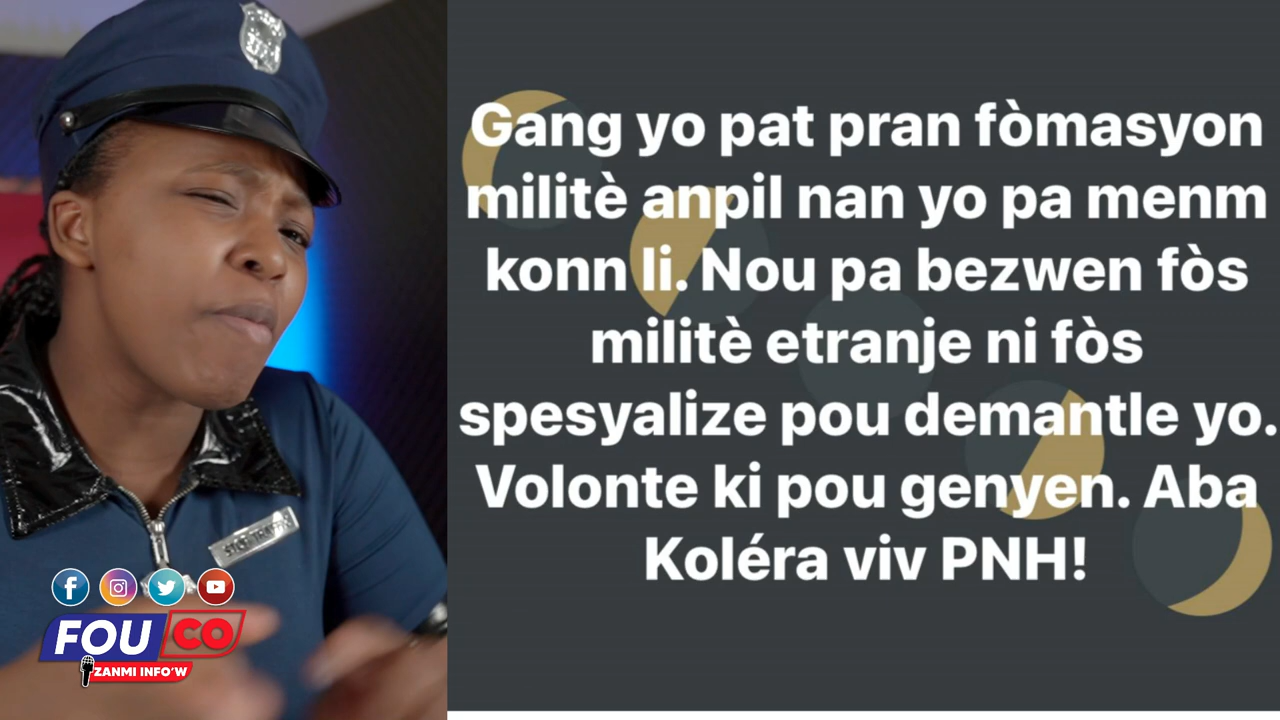 Gang yo pat pran fòmasyon
militè anpil nan yo pa menm
konn li. Nou pa bezwen fòs
militè etranje ni fòs
spesyalize pou demantle yo.
Volonte ki pou genyen. Aba
Koléra viv PNH!
FOU CO
ZANMI INFO'W